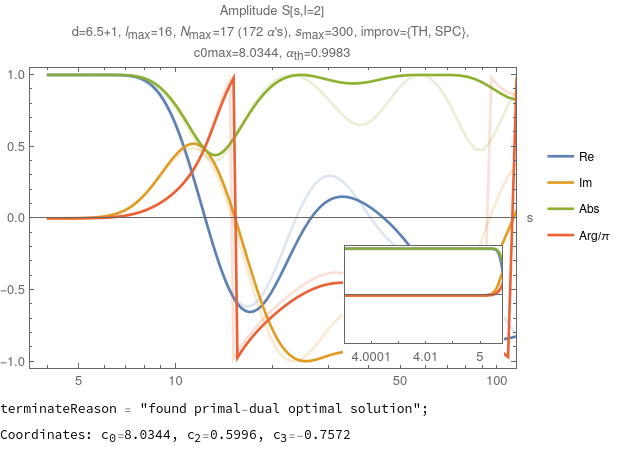 Amplitude S[s,l=2]
d=6.5+1, lmax=16, Nmax=17 (172 α's), smax=300, improv={TH, SPC},
c0max=8.0344, αth=0.9983
1.0
0.5
0.0
−0.5
−1.0
s
Re
Im
Abs
Arg/π
4.0001 4.01 5
5 10 50 100
terminateReason = "found primal-dual optimal solution";
Coordinates: c0=8.0344, c2=0.5996, c3=-0.7572